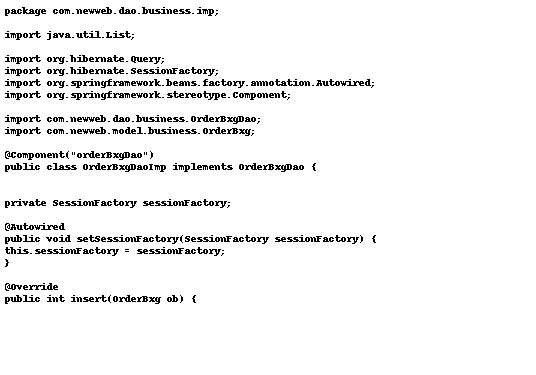 package com.newweb.dao.business.imp;
import java.util.List;
import org.hibernate.Query;
import org.hibernate.SessionFactory;
import org.springframework.beans.factory.annotation.Autowired;
import org.springframework.stereotype.Component;
import com.newweb.dao.business.OrderBxgDao;
import com.newweb.model.business.OrderBxg;
@Component("orderBxgDao")
public class OrderBxgDaoImp implements OrderBxgDao {
private SessionFactory sessionFactory;
@Autowired
public void setSessionFactory(SessionFactory sessionFactory) {
this.sessionFactory = sessionFactory;
}
@Override
public int insert(OrderBxg ob) {